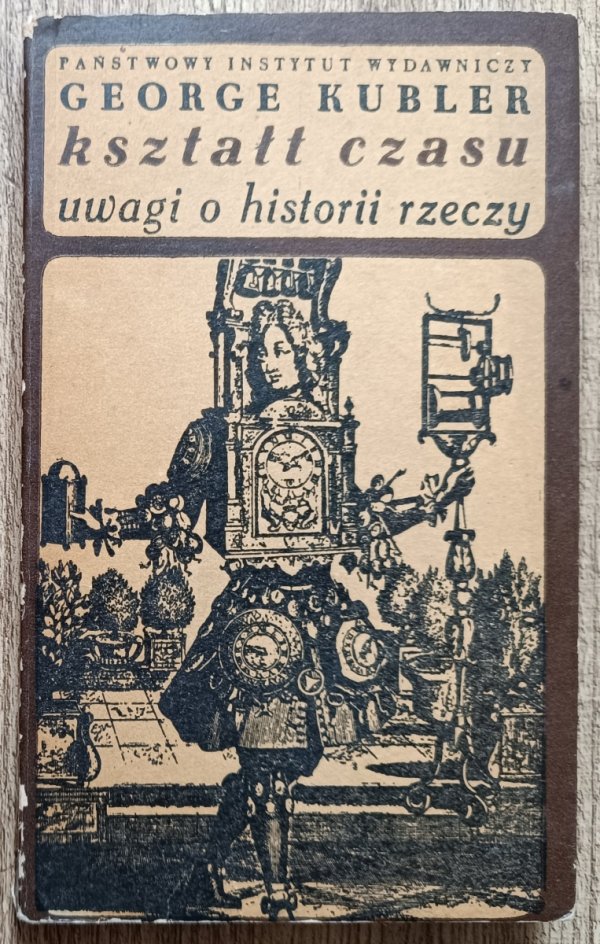 PAŃSTWOWY INSTYTUT WYDAWNICZY
GEORGE KUBLER
kształt czasu
uwagi o historii rzeczy